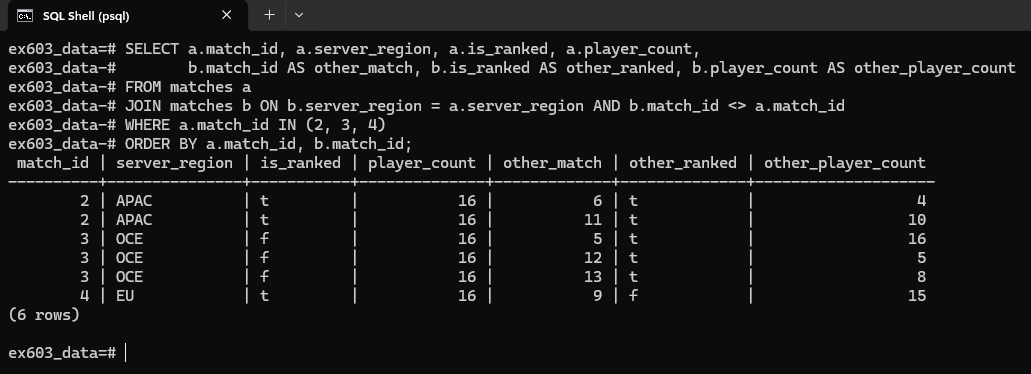 SQL Shell (psql)
ex603_data=# SELECT a.match_id, a.server_region, a.is_ranked, a.player_count,
ex603_data-#        b.match_id AS other_match, b.is_ranked AS other_ranked, b.player_count AS other_player_count
ex603_data-# FROM matches a
ex603_data-# JOIN matches b ON b.server_region = a.server_region AND b.match_id <> a.match_id
ex603_data-# WHERE a.match_id IN (2, 3, 4)
ex603_data-# ORDER BY a.match_id, b.match_id;
 match_id | server_region | is_ranked | player_count | other_match | other_ranked | other_player_count
----------+---------------+-----------+--------------+-------------+--------------+--------------------
        2 | APAC          | t         |           16 |           6 | t            |                  4
        2 | APAC          | t         |           16 |          11 | t            |                 10
        3 | OCE           | f         |           16 |           5 | t            |                 16
        3 | OCE           | f         |           16 |          12 | t            |                  5
        3 | OCE           | f         |           16 |          13 | t            |                  8
        4 | EU            | t         |           16 |           9 | f            |                 15
(6 rows)
ex603_data=#